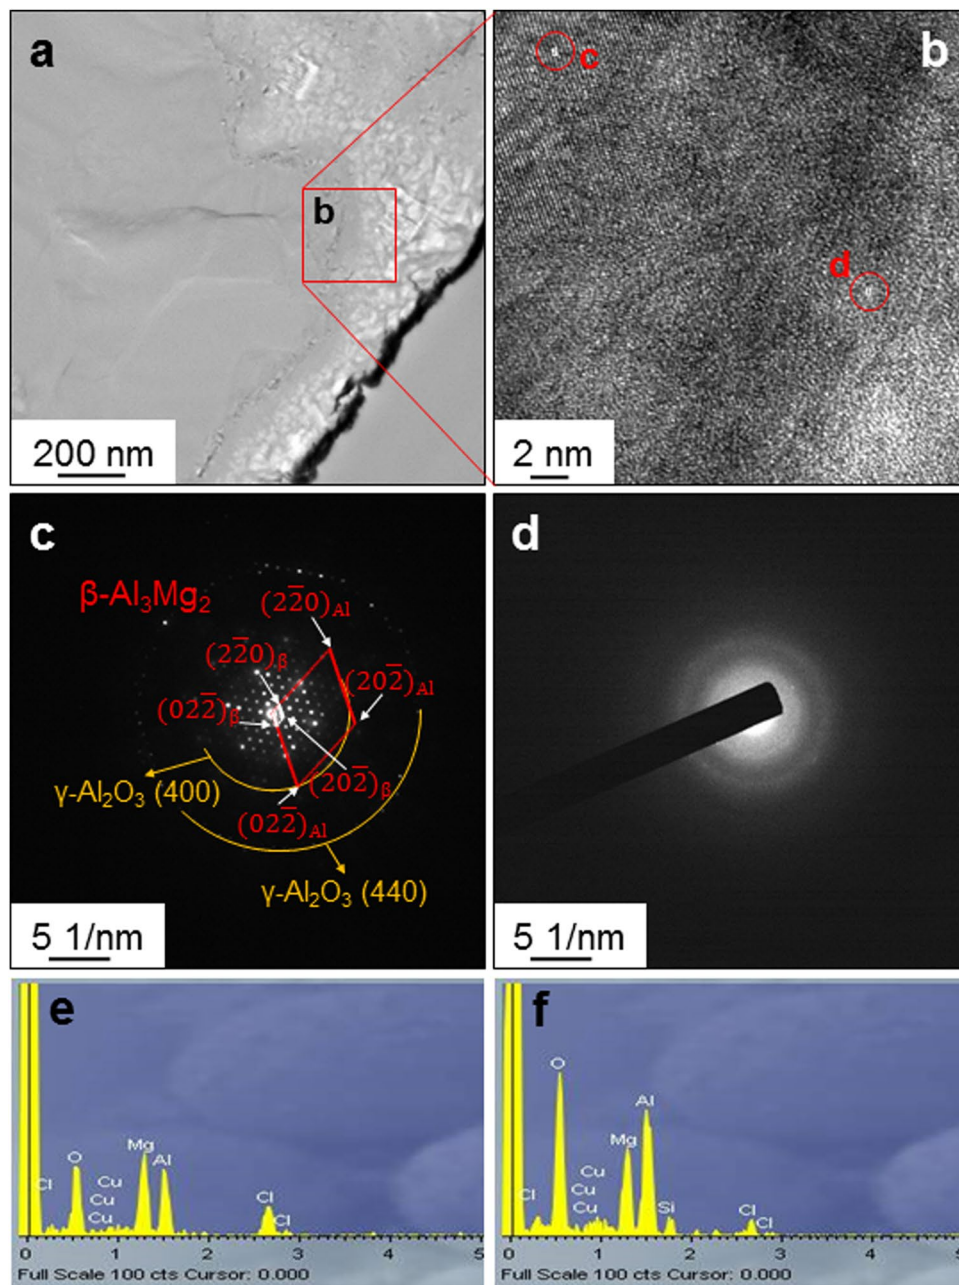 a
b
200 nm
b
c
d
2 nm
c
β-Al₃Mg₂
(22̅0)Al
(22̅0)β
(202̅)Al
(022̅)β
(202̅)β
(022̅)Al
γ-Al₂O₃ (400)
γ-Al₂O₃ (440)
5 1/nm
d
5 1/nm
e
Cl
O
Cu
Cu
Cu
Mg
Al
Cl
Cl
0 1 2 3 4 5
Full Scale 100 cts Cursor: 0.000
f
Cl
O
Cu
Cu
Cu
Mg
Al
Si
Cl
Cl
0 1 2 3 4 5
Full Scale 100 cts Cursor: 0.000